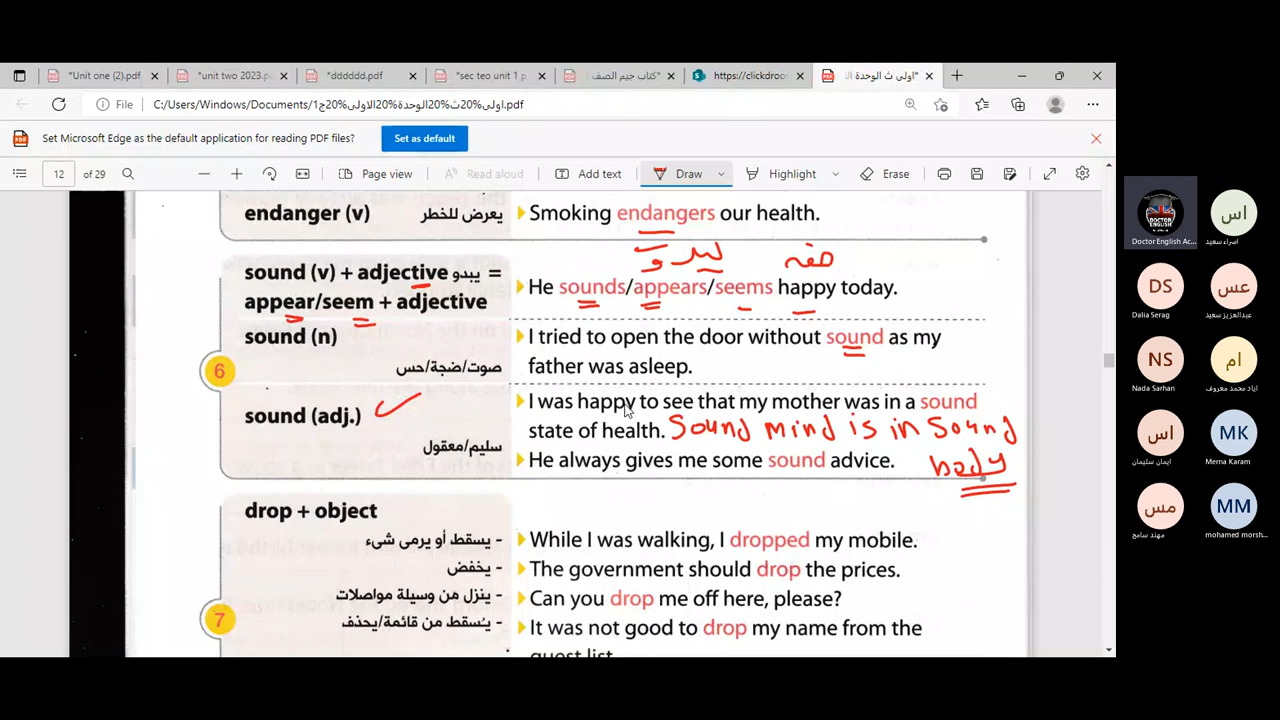 *Unit one (2).pdf
*unit two 2023.p
*dddddd.pdf
*sec teo unit 1 p
*كتاب جيم الصف
https://clickdroo
*اولى ث الوحدة الا
File
C:/Users/Windows/Documents/اولى%20ث%20الوحدة%20الاولى%20ج1.pdf
Set Microsoft Edge as the default application for reading PDF files?
Set as default
12 of 29
Page view
Read aloud
Add text
Draw
Highlight
Erase
endanger (v) يعرض للخطر
Smoking endangers our health.
صفه
sound (v) + adjective يبدو =
appear/seem + adjective
He sounds/appears/seems happy today.
sound (n)
صوت/ضجة/حس
I tried to open the door without sound as my
father was asleep.
6
sound (adj.)
سليم/معقول
I was happy to see that my mother was in a sound
state of health. Sound mind is in sound
body
He always gives me some sound advice.
drop + object
- يسقط أو يرمى شىء
- يخفض
- ينزل من وسيلة مواصلات
- يسقط من قائمة/يحذف
7
While I was walking, I dropped my mobile.
The government should drop the prices.
Can you drop me off here, please?
It was not good to drop my name from the
guest list.
Doctor English Ac...
اس
اسراء سعيد
DS
Dalia Serag
عس
عبدالعزيز سعيد
NS
Nada Sarhan
ام
اياد محمد معروف
اس
ايمان سليمان
MK
Merna Karam
مس
مهند سامح
MM
mohamed morsh...